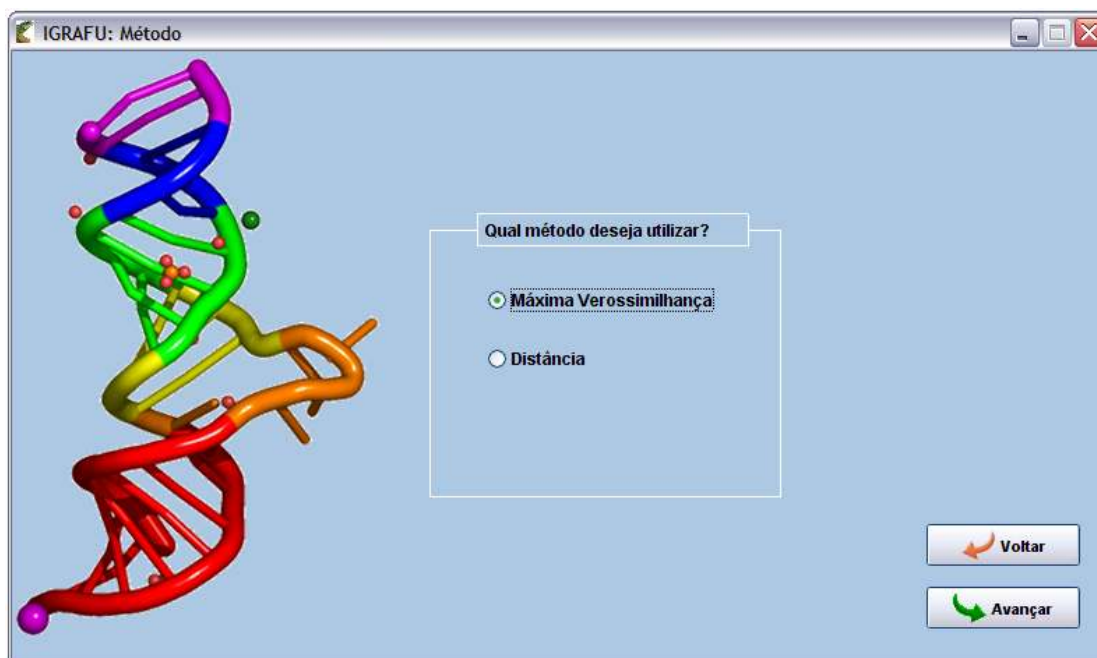 IGRAFU: Método
Qual método deseja utilizar?
Máxima Verossimilhança
Distância
Voltar
Avançar